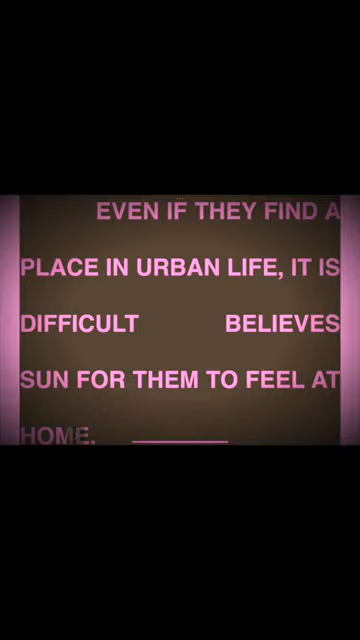 EVEN IF THEY FIND A
PLACE IN URBAN LIFE, IT IS
DIFFICULT BELIEVES
SUN FOR THEM TO FEEL AT
HOME.